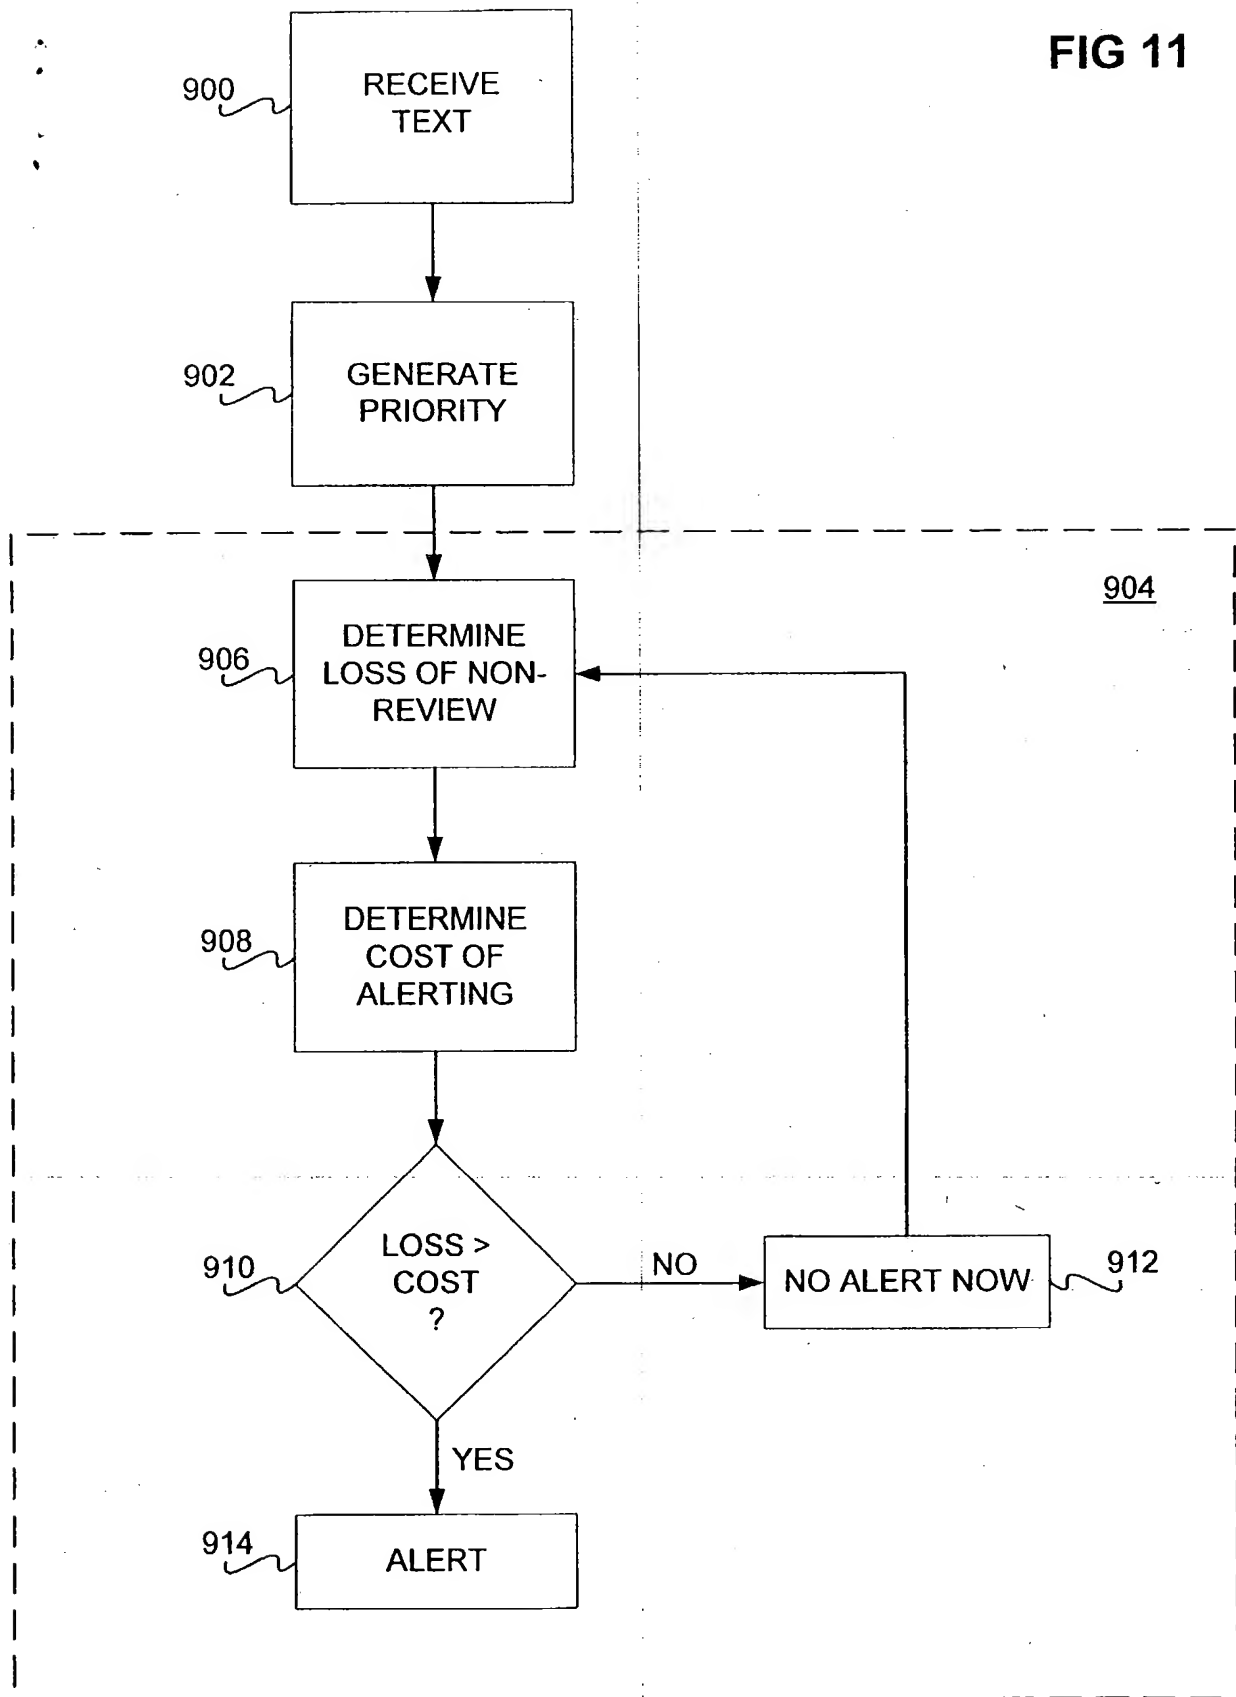 FIG 11
900
RECEIVE
TEXT
902
GENERATE
PRIORITY
904
906
DETERMINE
LOSS OF NON-
REVIEW
908
DETERMINE
COST OF
ALERTING
910
LOSS >
COST
?
NO
NO ALERT NOW
912
YES
914
ALERT